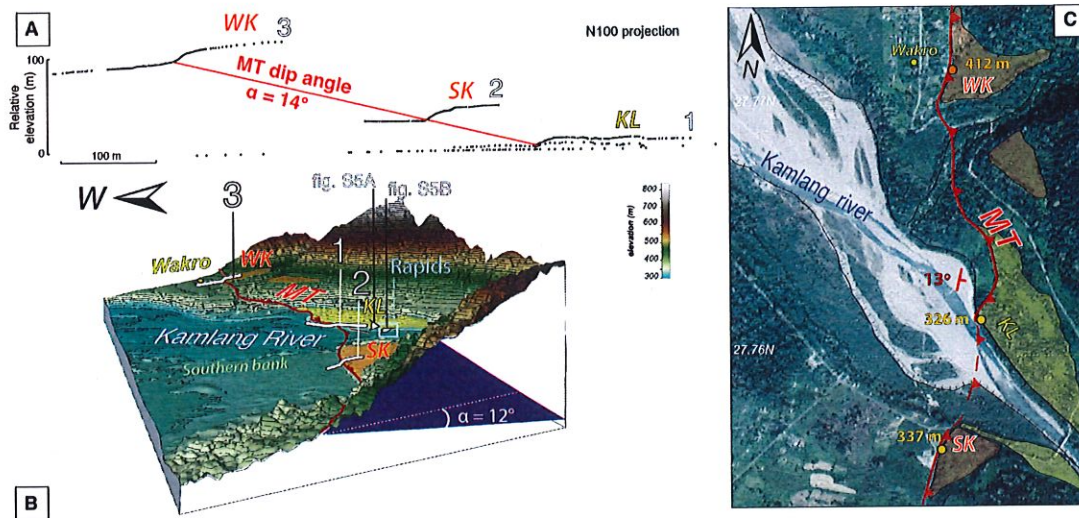 A
WK 3
N100 projection
100
MT dip angle
α = 14°
SK 2
KL 1
Relative
elevation (m)
0
100 m
W
fig. S5A
fig. S5B
3
1
Wakro
WK
Rapids
MT
2
KL
Kamlang River
SK
Southern bank
α = 12°
elevation (m)
800
700
600
500
400
300
B
C
N
Wakro
412 m
WK
27.77N
Kamlang river
MT
13°
326 m
KL
27.76N
337 m
SK